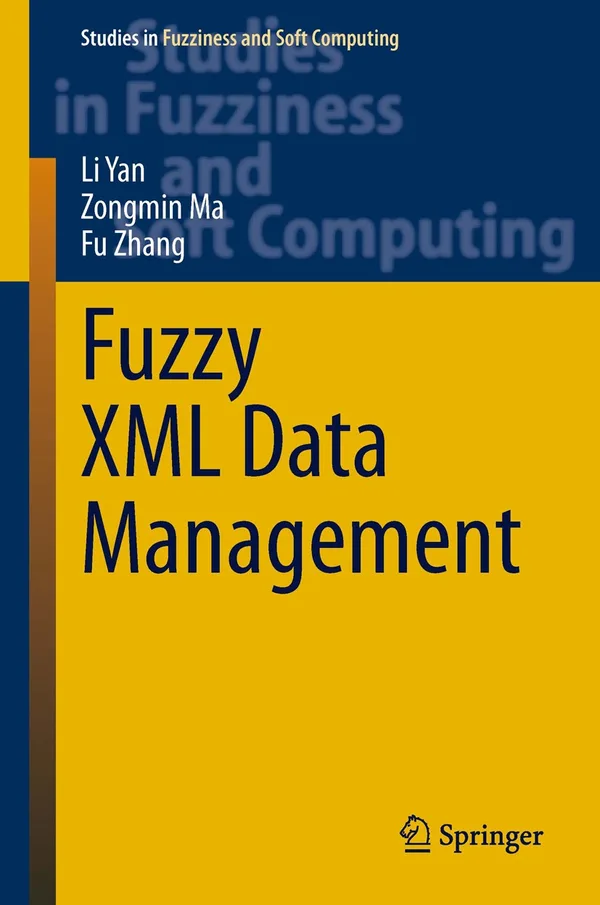 Studies in Fuzziness and Soft Computing
Studies
in Fuzziness
and
Soft Computing
Li Yan
Zongmin Ma
Fu Zhang
Fuzzy
XML Data
Management
Springer